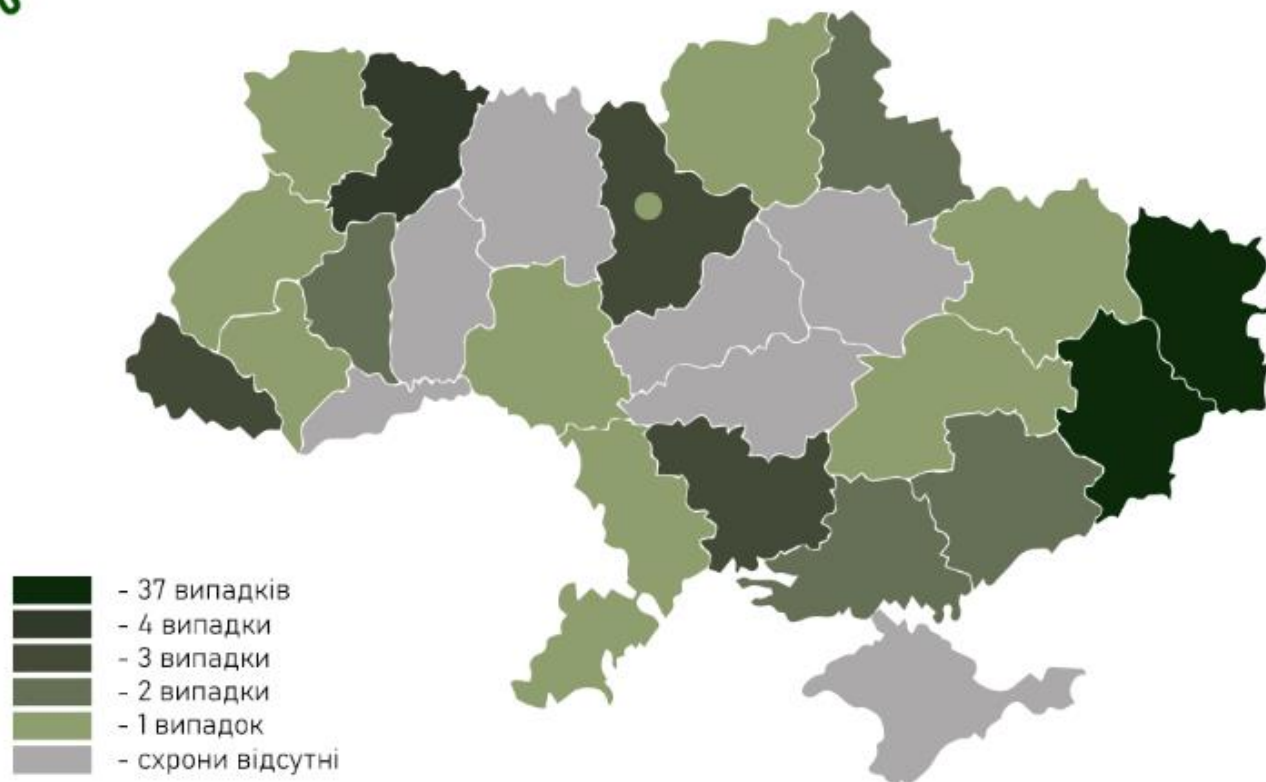 - 37 випадків
- 4 випадки
- 3 випадки
- 2 випадки
- 1 випадок
- схрони відсутні